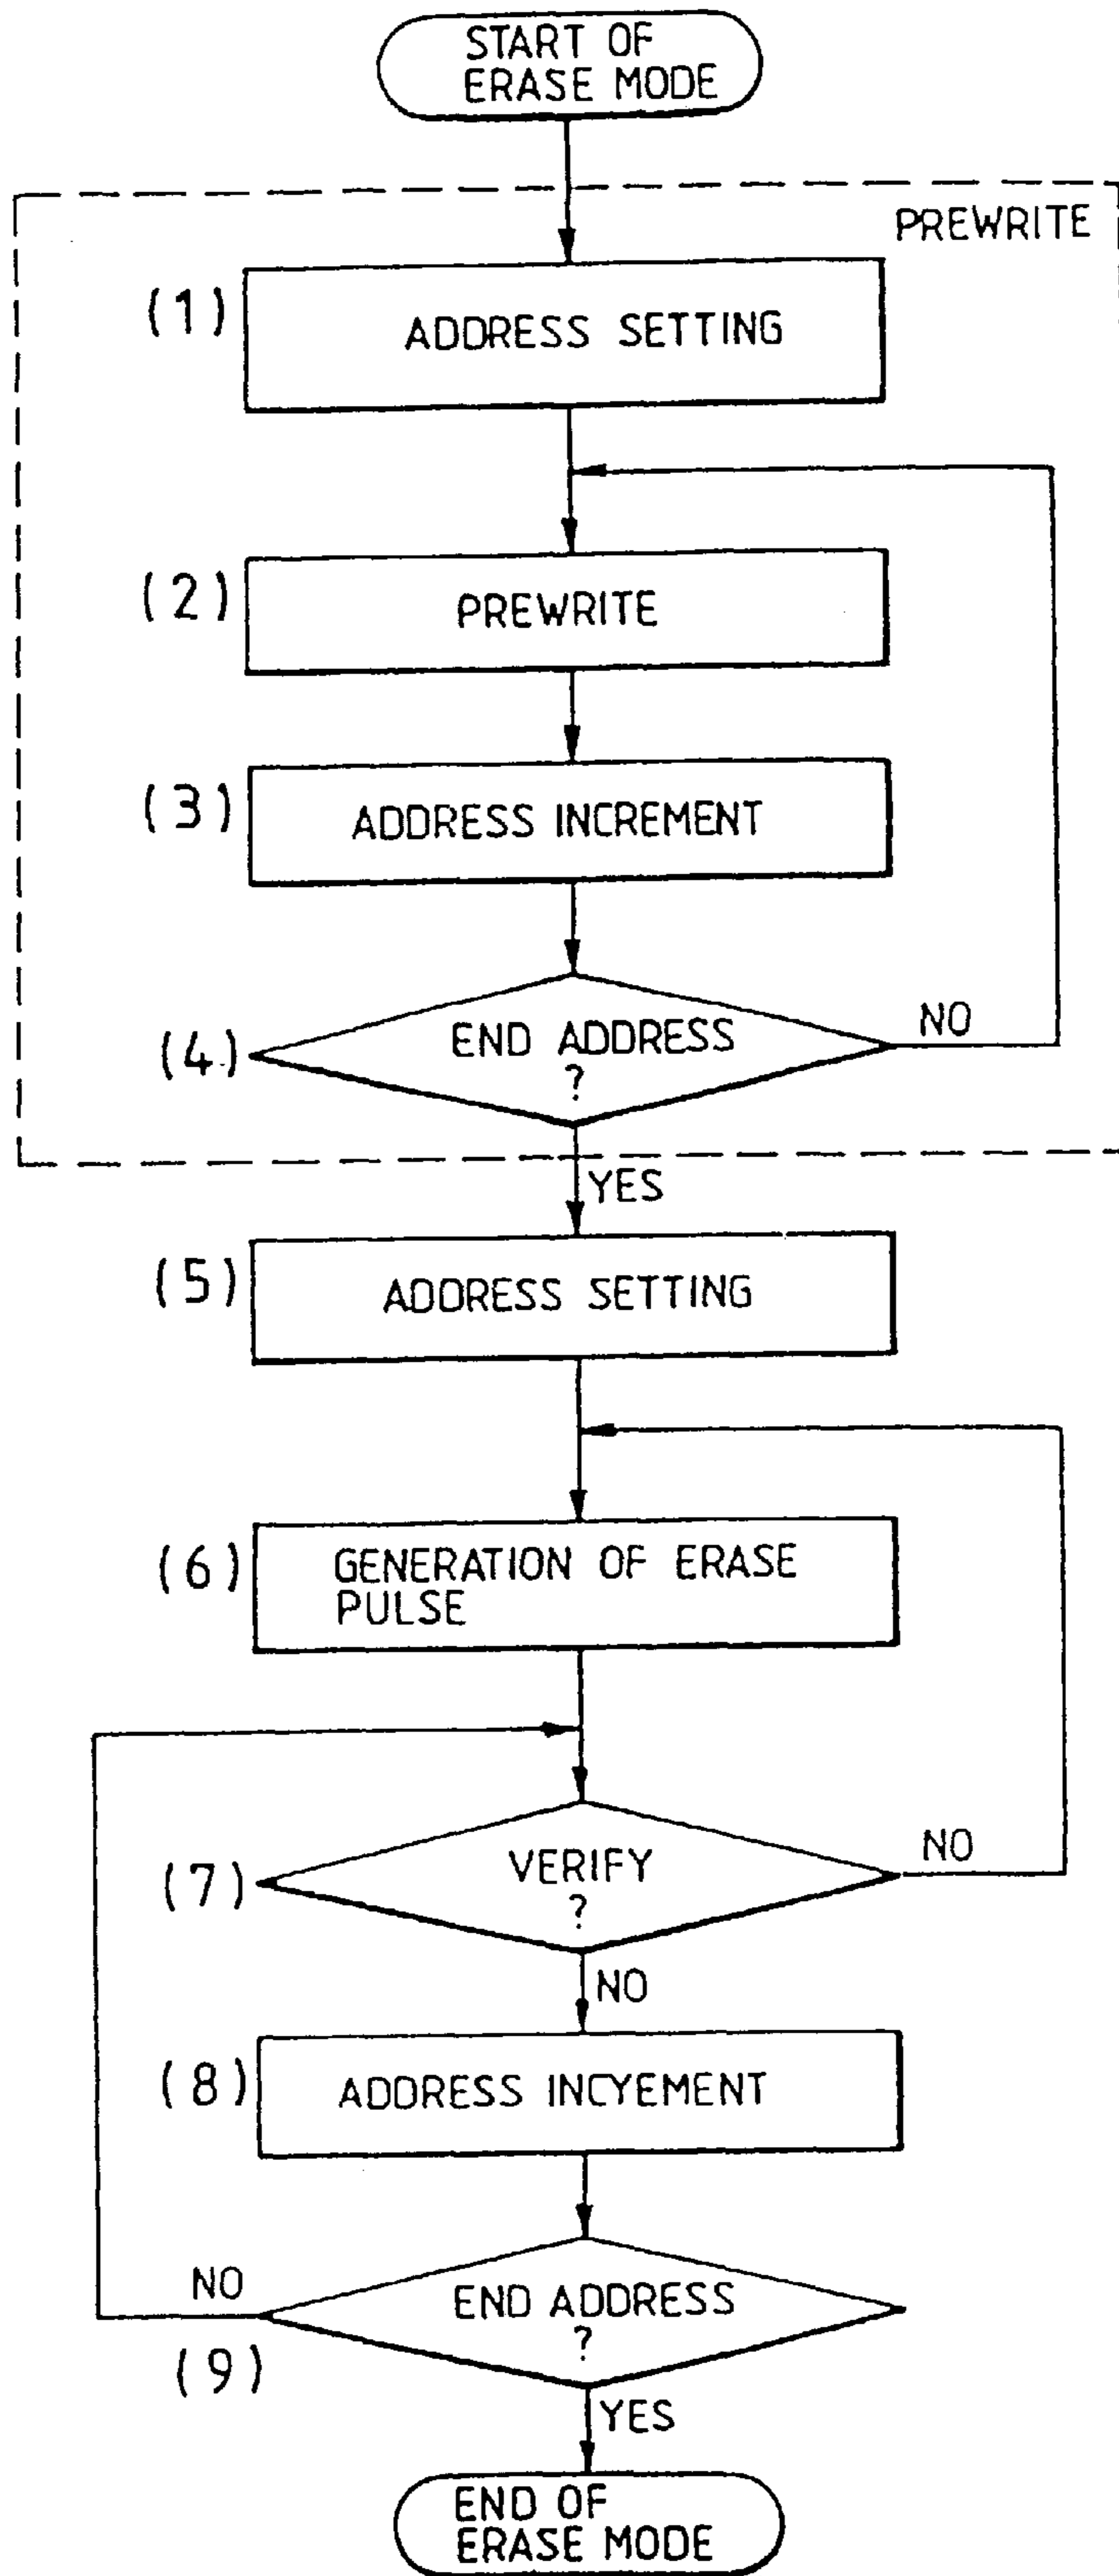 START OF
ERASE MODE
PREWRITE
(1)
ADDRESS SETTING
(2)
PREWRITE
(3)
ADDRESS INCREMENT
(4)
END ADDRESS
?
NO
YES
(5)
ADDRESS SETTING
(6)
GENERATION OF ERASE
PULSE
(7)
VERIFY
?
NO
NO
(8)
ADDRESS INCYEMENT
NO
END ADDRESS
?
(9)
YES
END OF
ERASE MODE